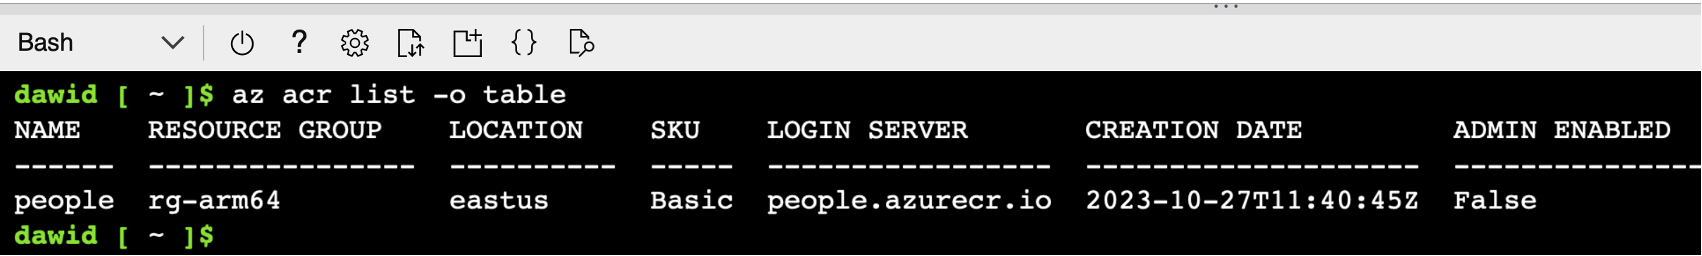 Bash
dawid [ ~ ]$ az acr list -o table
NAME RESOURCE GROUP LOCATION SKU LOGIN SERVER CREATION DATE ADMIN ENABLED
------ ---------------- ---------- ----- ----------------- -------------------- ---------------
people rg-arm64 eastus Basic people.azurecr.io 2023-10-27T11:40:45Z False
dawid [ ~ ]$